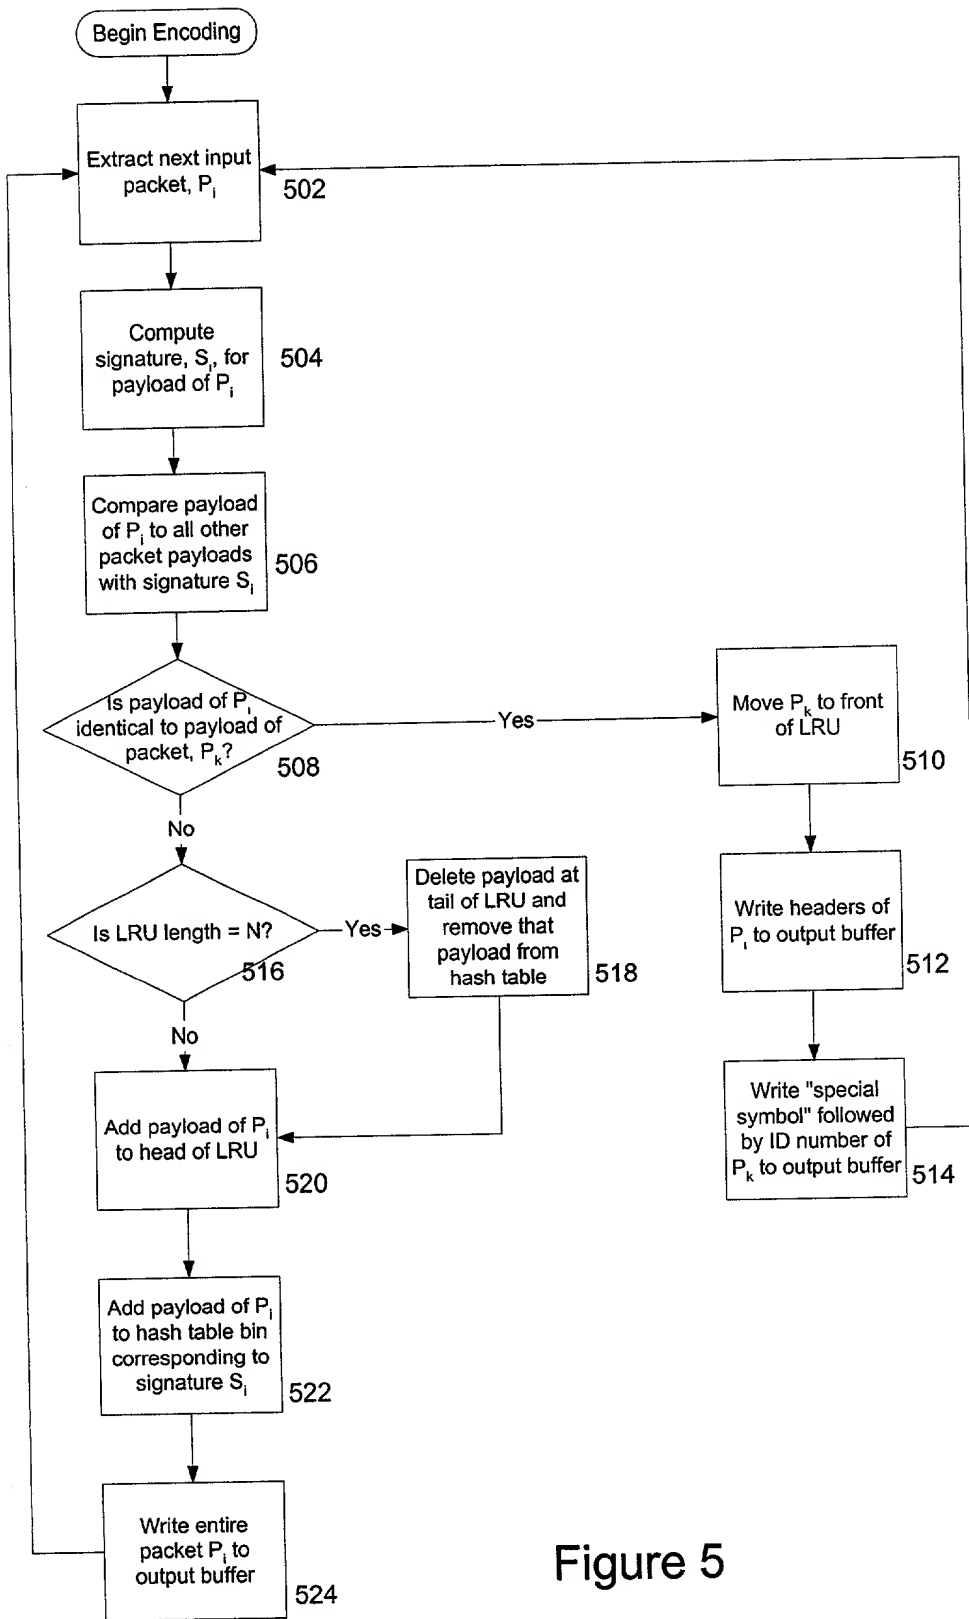 Begin Encoding
Extract next input
packet, Pi
502
Compute
signature, Si, for
payload of Pi
504
Compare payload
of Pi to all other
packet payloads
with signature Si
506
Is payload of Pi
identical to payload of
packet, Pk?
508
Yes
Move Pk to front
of LRU
510
No
Write headers of
Pi to output buffer
512
Is LRU length = N?
516
Yes
Delete payload at
tail of LRU and
remove that
payload from
hash table
518
No
Write "special
symbol" followed
by ID number of
Pk to output buffer
514
Add payload of Pi
to head of LRU
520
Add payload of Pi
to hash table bin
corresponding to
signature Si
522
Write entire
packet Pi to
output buffer
524
Figure 5